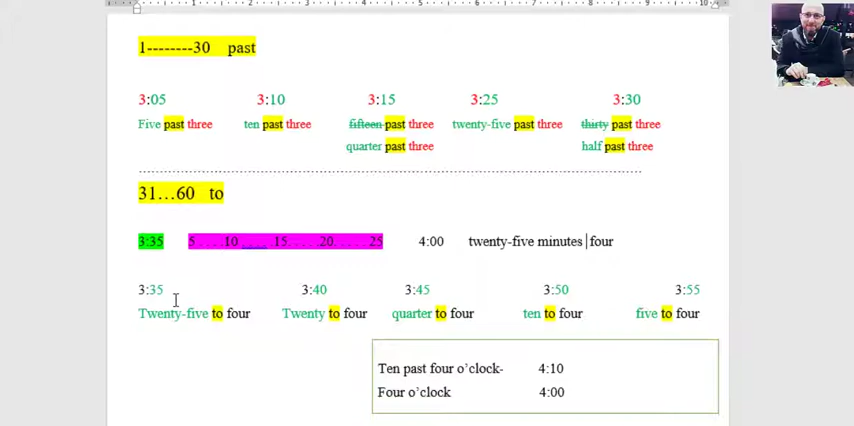 1--------30 past
3:05 3:10 3:15 3:25 3:30
Five past three ten past three fifteen past three twenty-five past three thirty past three
quarter past three half past three
31…60 to
3:35 5.....10 ____ 15.....20......25 4:00 twenty-five minutes four
3:35 3:40 3:45 3:50 3:55
Twenty-five to four Twenty to four quarter to four ten to four five to four
Ten past four o’clock- 4:10
Four o’clock 4:00